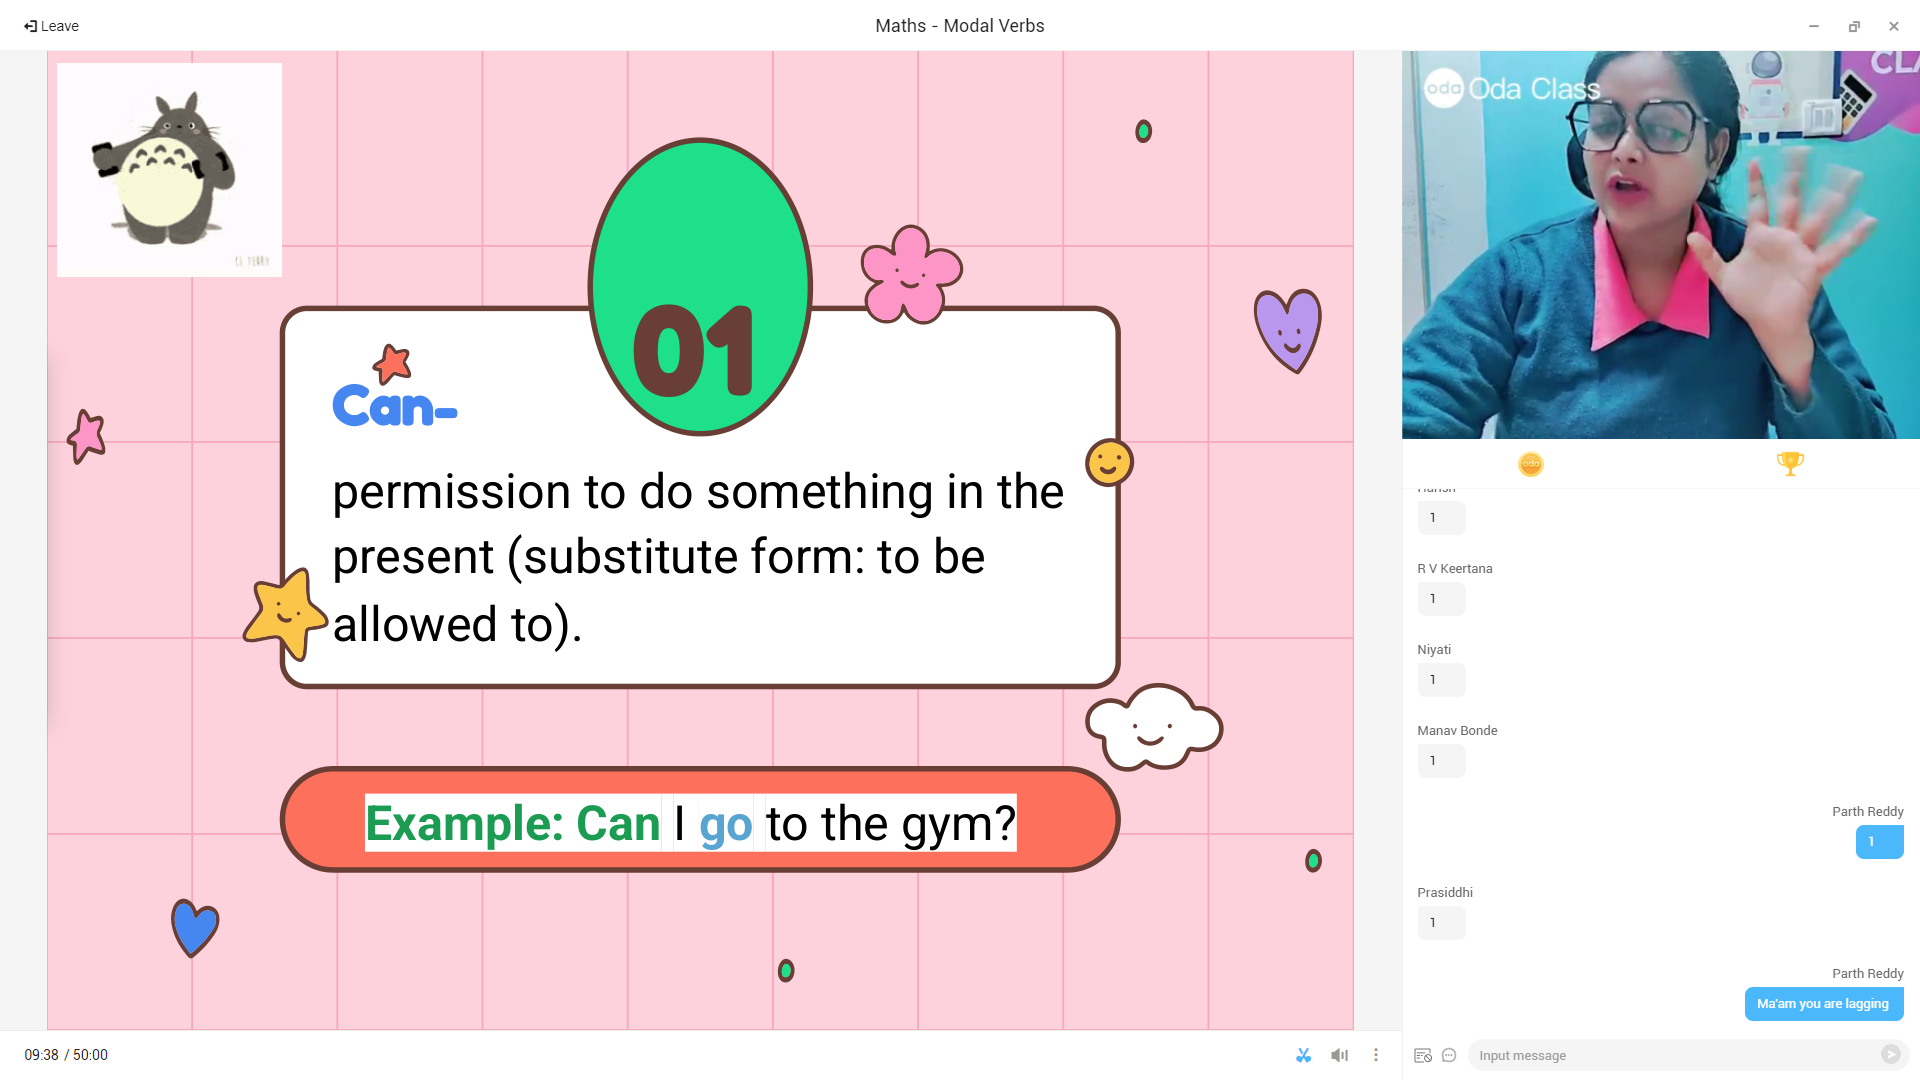 Leave
Maths - Modal Verbs
01
Can-
permission to do something in the
present (substitute form: to be
allowed to).
Example: Can I go to the gym?
09:38 / 50:00
oda Oda Class
CLA
oda
1
R V Keertana
1
Niyati
1
Manav Bonde
1
Parth Reddy
1
Prasiddhi
1
Parth Reddy
Ma'am you are lagging
Input message